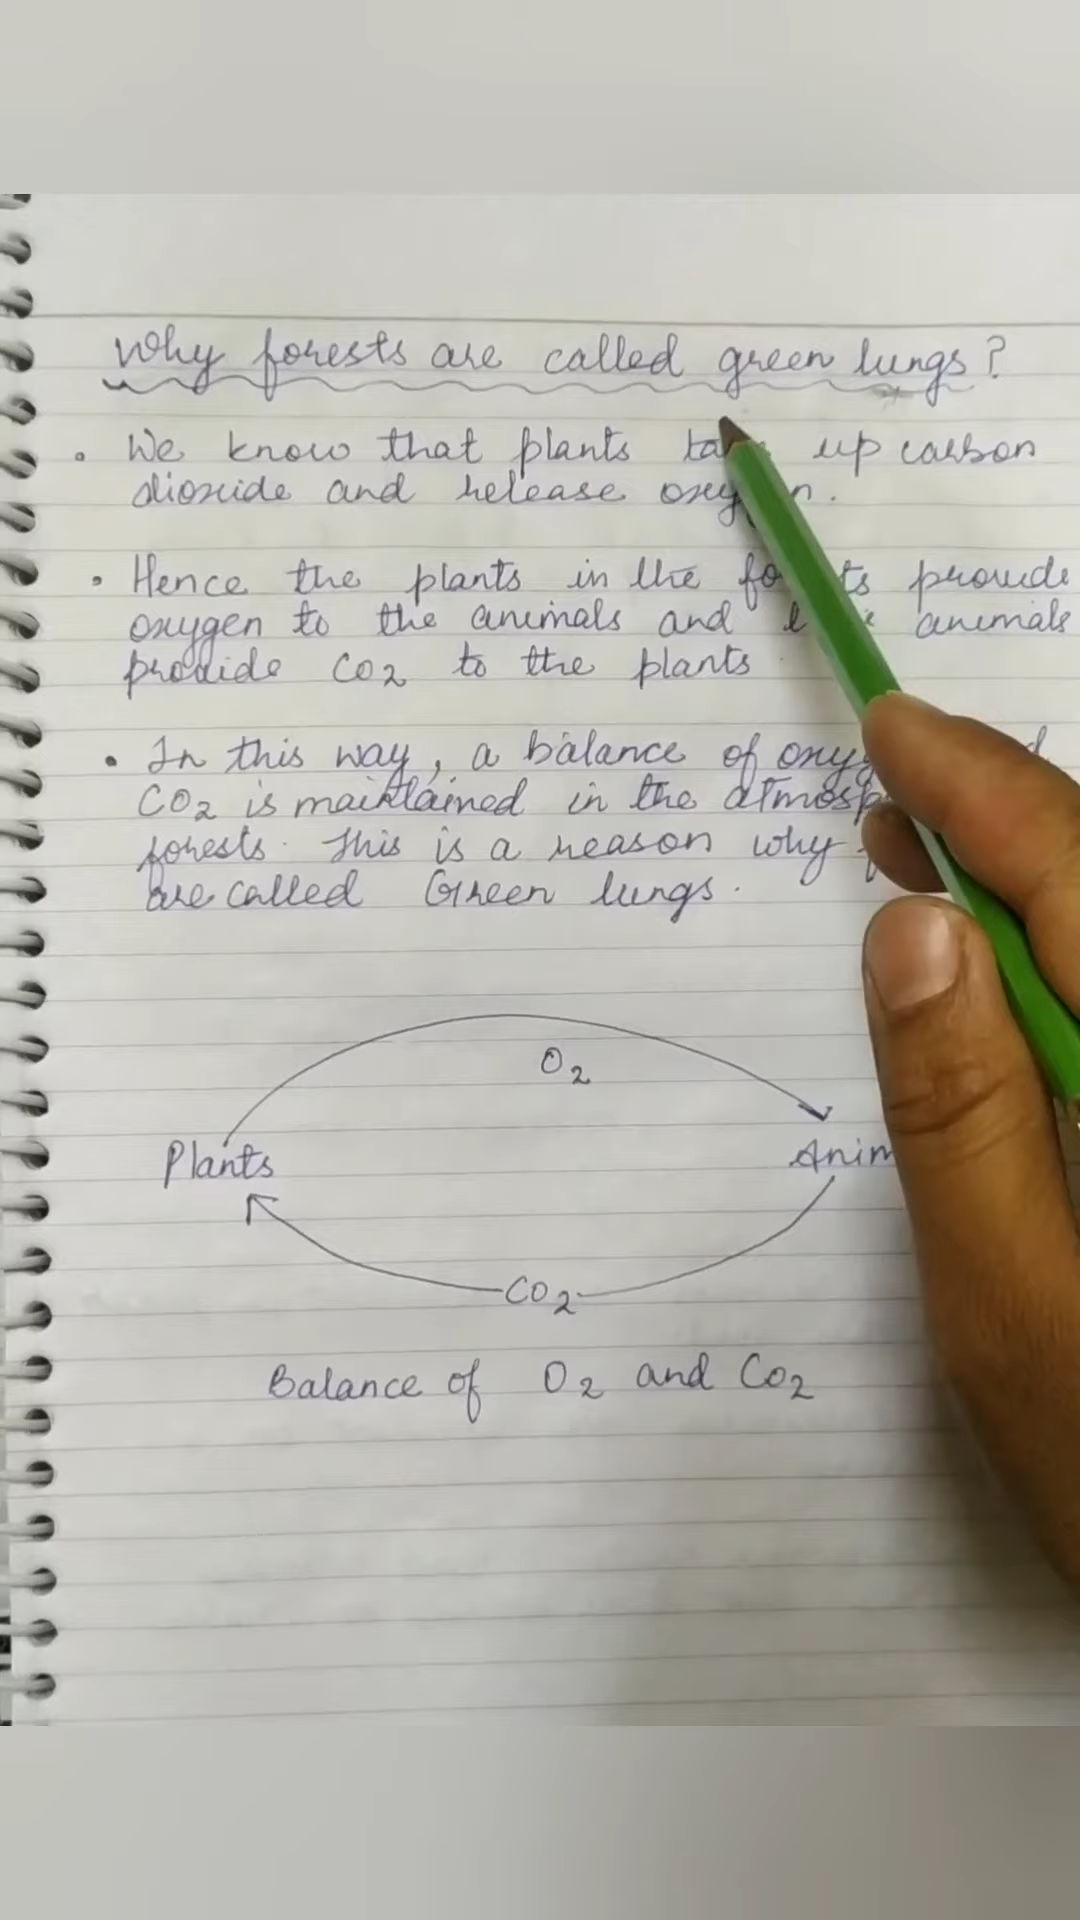 Why forests are called green lungs?
. We know that plants up carbon
dioxide and release
. Hence the plants in the provide
oxygen to the animals and animals
provide CO2 to the plants
. In this way, a balance of
CO2 is maintained in the
forests. This is a reason why
are called Green lungs.
O2
Plants
CO2
Balance of O2 and CO2